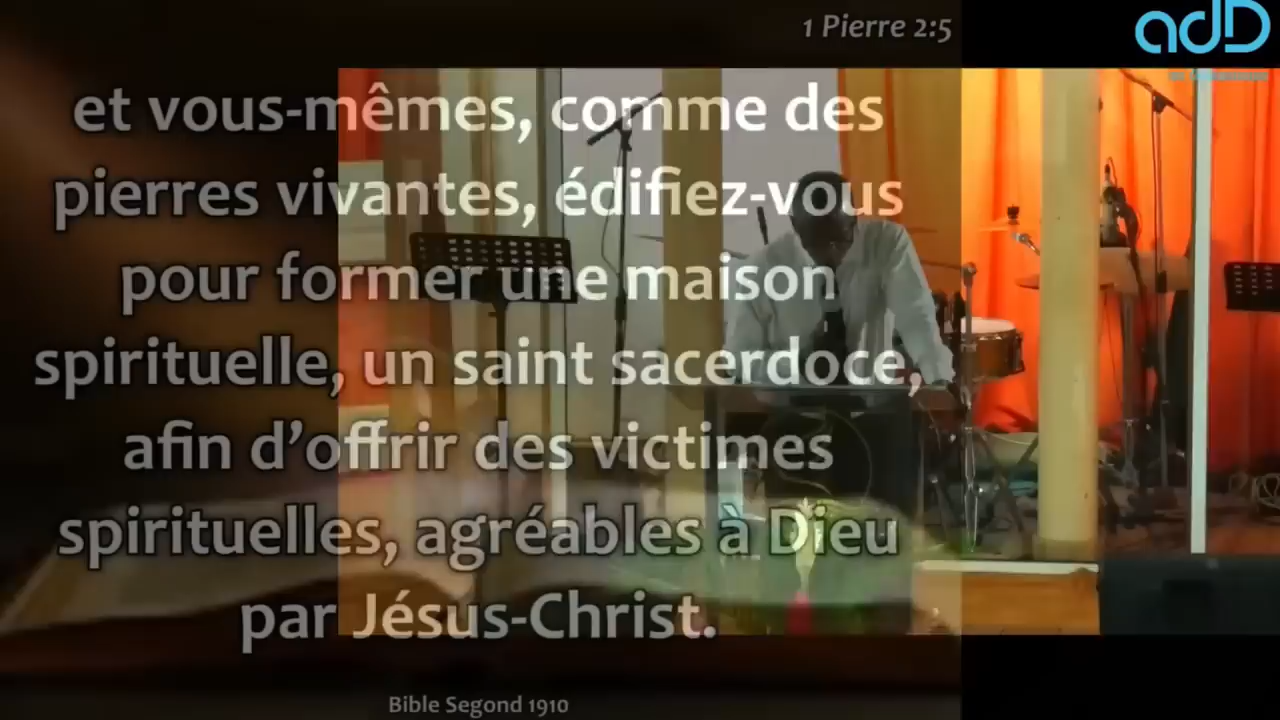 1 Pierre 2:5
adD
et vous-mêmes, comme des
pierres vivantes, édifiez-vous
pour former une maison
spirituelle, un saint sacerdoce,
afin d’offrir des victimes
spirituelles, agréables à Dieu
par Jésus-Christ.
Bible Segond 1910